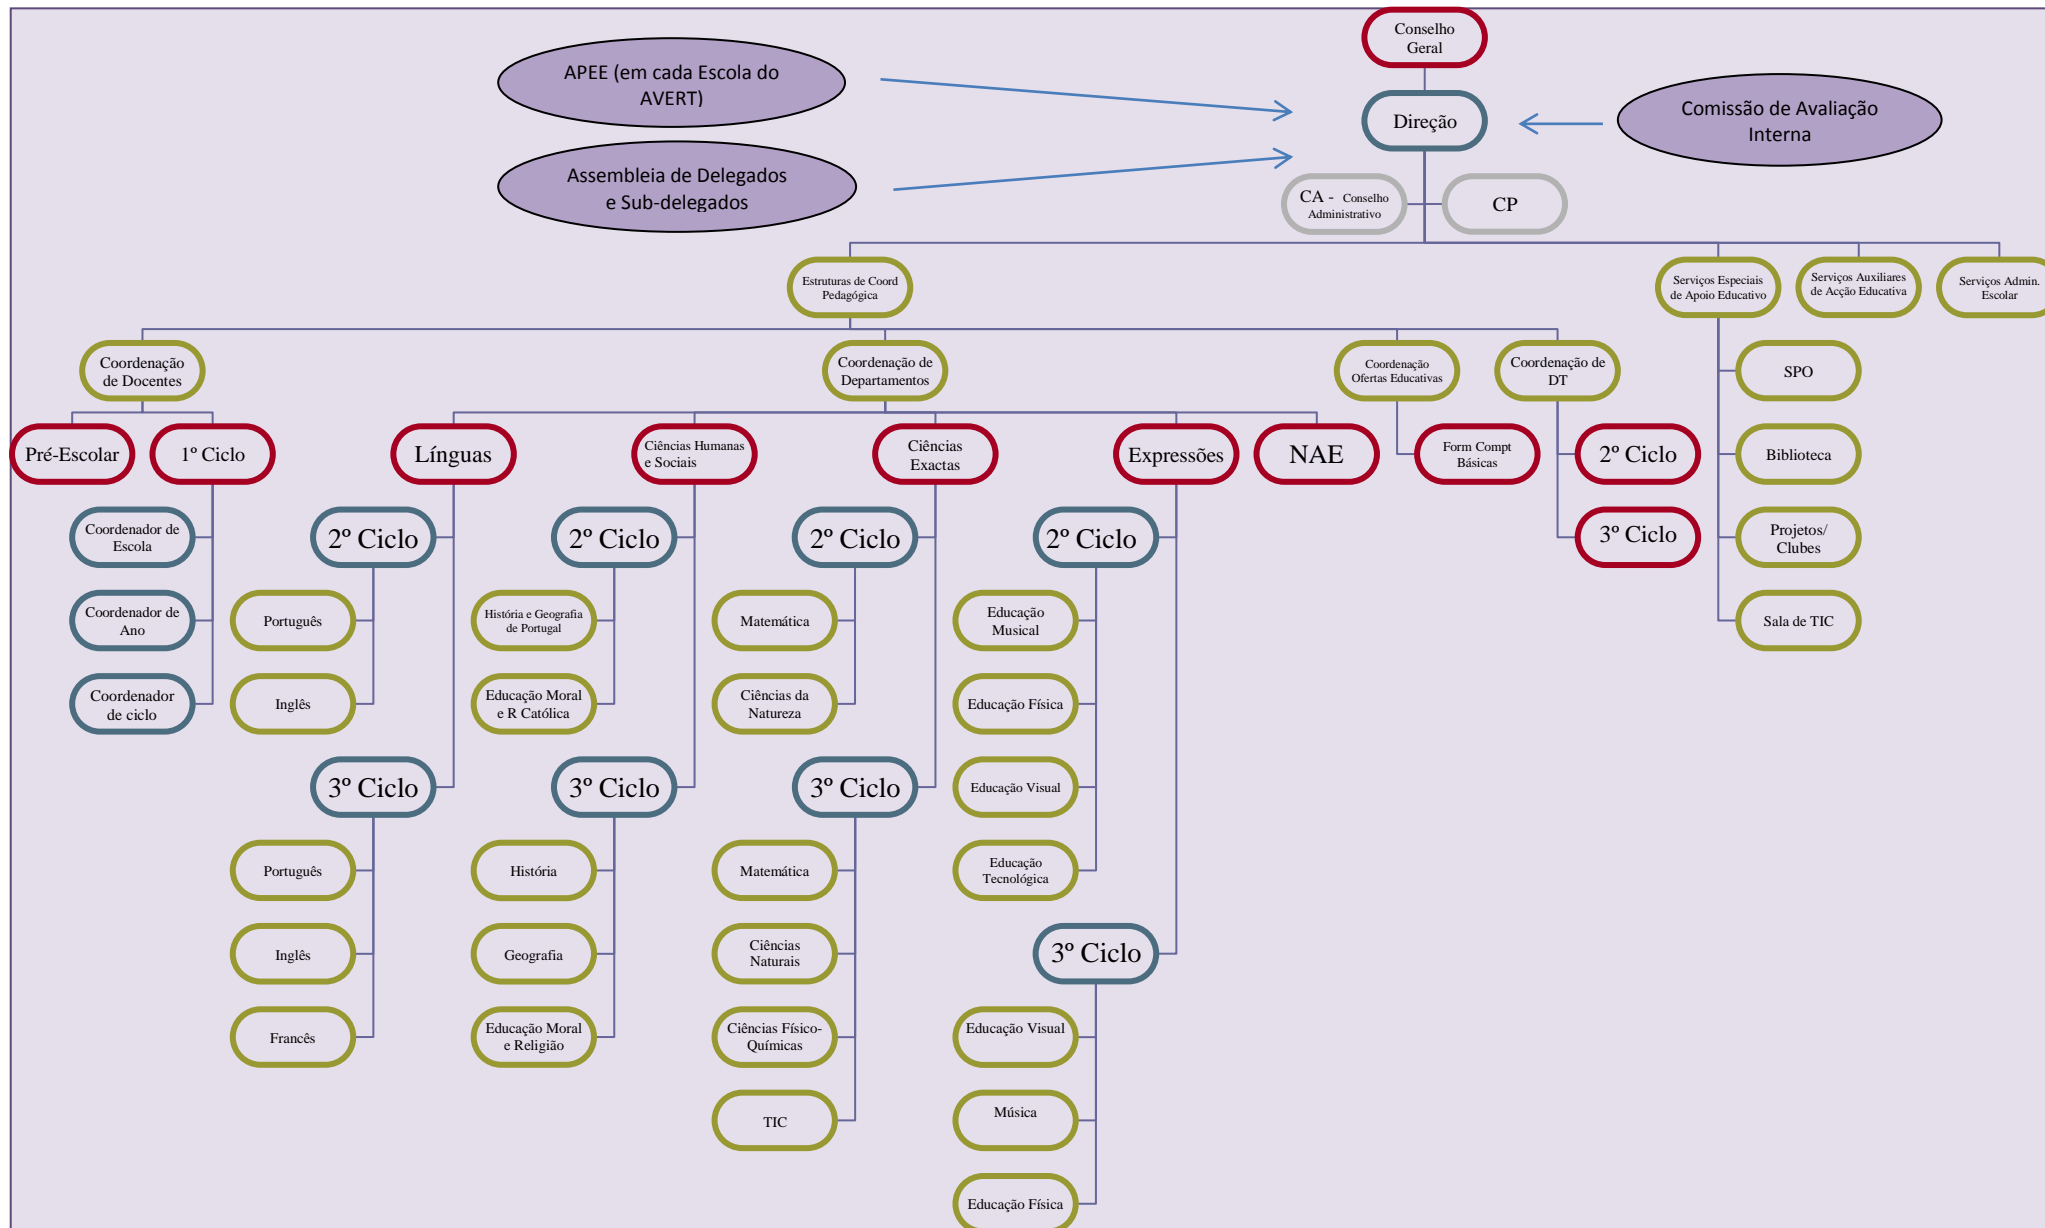 Conselho
Geral
APEE (em cada Escola do
AVERT)
Direção
Comissão de Avaliação
Interna
Assembleia de Delegados
e Sub-delegados
CA - Conselho
Administrativo
CP
Estruturas de Coord
Pedagógica
Serviços Especiais
de Apoio Educativo
Serviços Auxiliares
de Acção Educativa
Serviços Admin.
Escolar
Coordenação
de Docentes
Coordenação de
Departamentos
Coordenação
Ofertas Educativas
Coordenação de
DT
SPO
Pré-Escolar
1º Ciclo
Línguas
Ciências Humanas
e Sociais
Ciências
Exactas
Expressões
NAE
Form Compt
Básicas
2º Ciclo
Biblioteca
Coordenador de
Escola
2º Ciclo
2º Ciclo
2º Ciclo
2º Ciclo
3º Ciclo
Projetos/
Clubes
Coordenador de
Ano
Português
História e Geografia
de Portugal
Matemática
Educação
Musical
Sala de TIC
Coordenador
de ciclo
Inglês
Educação Moral
e R Católica
Ciências da
Natureza
Educação Física
3º Ciclo
3º Ciclo
3º Ciclo
Educação Visual
Português
História
Matemática
Educação
Tecnológica
Inglês
Geografia
Ciências
Naturais
3º Ciclo
Francês
Educação Moral
e Religião
Ciências Físico-
Químicas
Educação Visual
TIC
Música
Educação Física